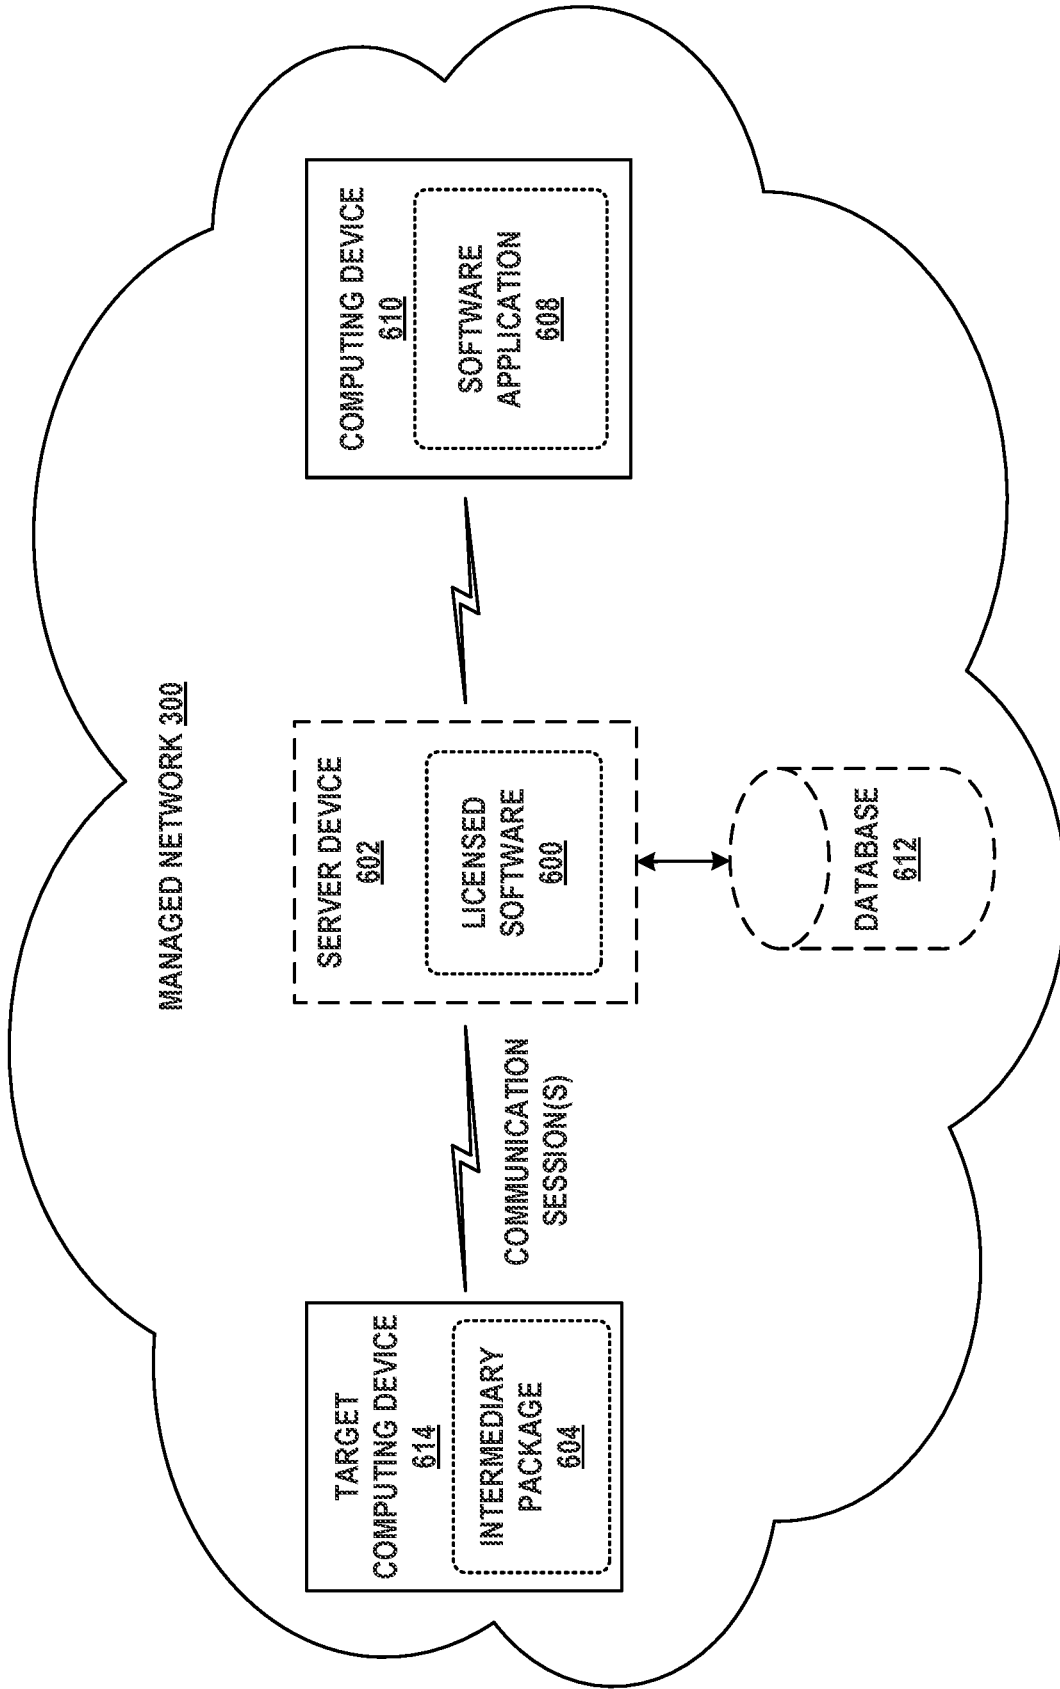 MANAGED NETWORK 300
TARGET
COMPUTING DEVICE
614
INTERMEDIARY
PACKAGE
604
COMMUNICATION
SESSION(S)
SERVER DEVICE
602
LICENSED
SOFTWARE
600
DATABASE
612
COMPUTING DEVICE
610
SOFTWARE
APPLICATION
608